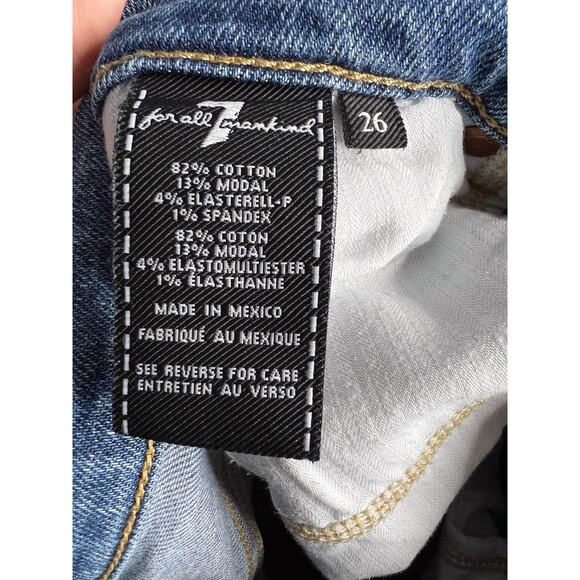 for all 7 mankind
26
82% COTTON
13% MODAL
4% ELASTERELL-P
1% SPANDEX
82% COTON
13% MODAL
4% ELASTOMULTIESTER
1% ÉLASTHANNE
MADE IN MEXICO
FABRIQUÉ AU MEXIQUE
SEE REVERSE FOR CARE
ENTRETIEN AU VERSO